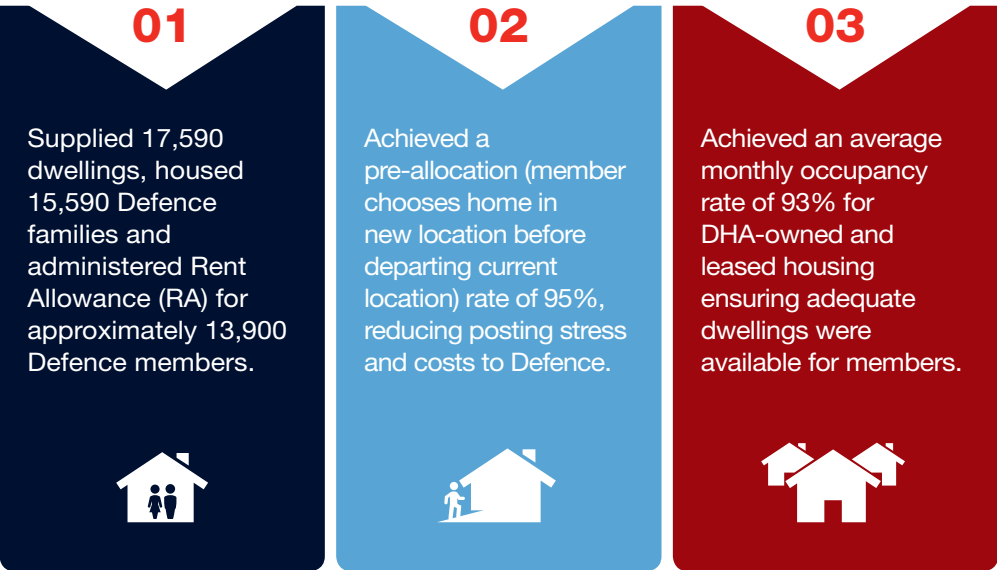 01
Supplied 17,590
dwellings, housed
15,590 Defence
families and
administered Rent
Allowance (RA) for
approximately 13,900
Defence members.
02
Achieved a
pre-allocation (member
chooses home in
new location before
departing current
location) rate of 95%,
reducing posting stress
and costs to Defence.
03
Achieved an average
monthly occupancy
rate of 93% for
DHA-owned and
leased housing
ensuring adequate
dwellings were
available for members.